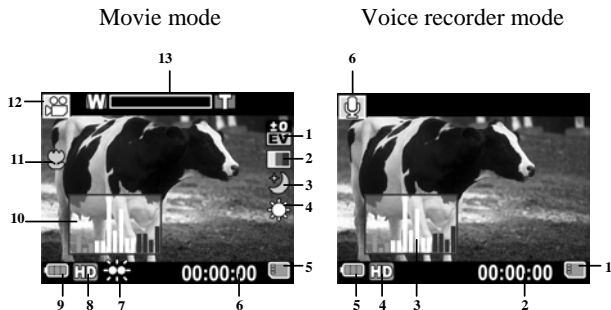 Movie mode Voice recorder mode
13 6
12 W T
±0
EV 1
2
11 3
4
10
HD 00:00:00 5 HD 00:00:00 1
9 8 7 6 5 4 3 2